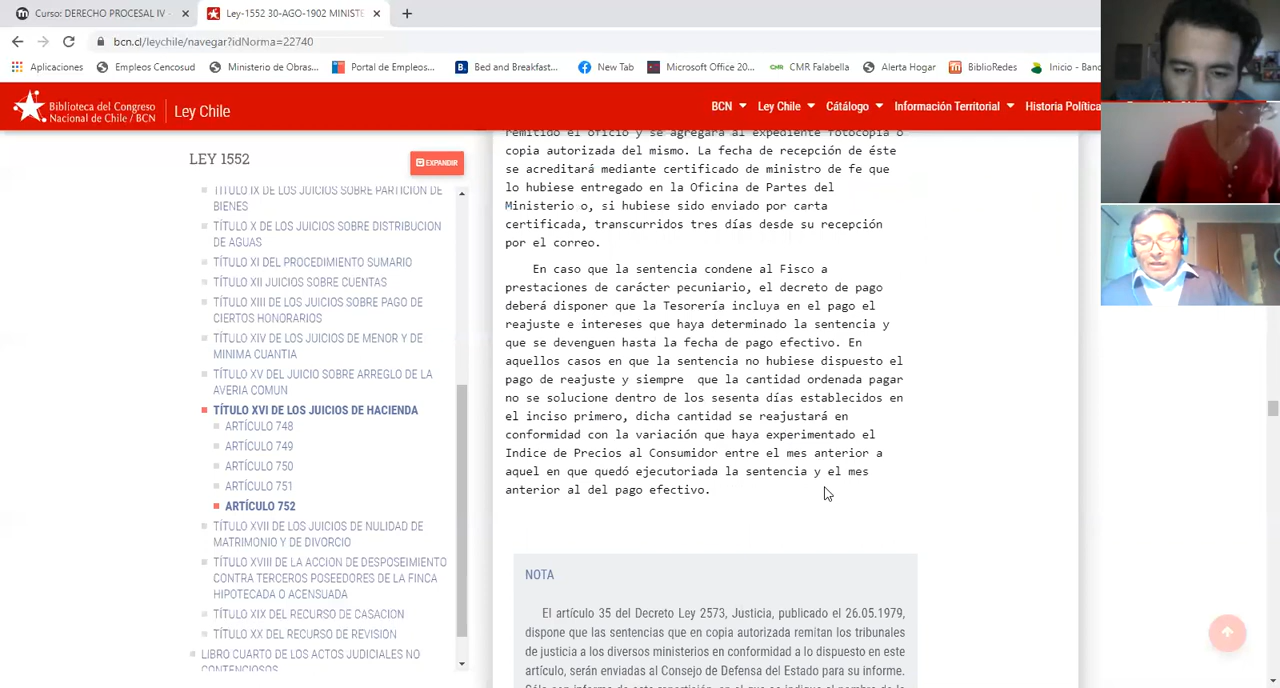 Curso: DERECHO PROCESAL IV -
Ley-1552 30-AGO-1902 MINISTE
bcn.cl/leychile/navegar?idNorma=22740
Aplicaciones
Empleos Cencosud
Ministerio de Obras...
Portal de Empleos...
B.
Bed and Breakfast...
New Tab
Microsoft Office 20...
CMR
CMR Falabella
Alerta Hogar
BiblioRedes
Inicio - Banc
Biblioteca del Congreso
Nacional de Chile / BCN
Ley Chile
BCN
Ley Chile
Catálogo
Información Territorial
Historia Política
LEY 1552
EXPANDIR
TÍTULO IX DE LOS JUICIOS SOBRE PARTICION DE
BIENES
TÍTULO X DE LOS JUICIOS SOBRE DISTRIBUCION
DE AGUAS
TÍTULO XI DEL PROCEDIMIENTO SUMARIO
TÍTULO XII JUICIOS SOBRE CUENTAS
TÍTULO XIII DE LOS JUICIOS SOBRE PAGO DE
CIERTOS HONORARIOS
TÍTULO XIV DE LOS JUICIOS DE MENOR Y DE
MINIMA CUANTIA
TÍTULO XV DEL JUICIO SOBRE ARREGLO DE LA
AVERIA COMUN
TÍTULO XVI DE LOS JUICIOS DE HACIENDA
ARTÍCULO 748
ARTÍCULO 749
ARTÍCULO 750
ARTÍCULO 751
ARTÍCULO 752
TÍTULO XVII DE LOS JUICIOS DE NULIDAD DE
MATRIMONIO Y DE DIVORCIO
TÍTULO XVIII DE LA ACCION DE DESPOSEIMIENTO
CONTRA TERCEROS POSEEDORES DE LA FINCA
HIPOTECADA O ACENSUADA
TÍTULO XIX DEL RECURSO DE CASACION
TÍTULO XX DEL RECURSO DE REVISION
LIBRO CUARTO DE LOS ACTOS JUDICIALES NO
CONTENCIOSOS
remitido el oficio y se agregará al expediente fotocopia o
copia autorizada del mismo. La fecha de recepción de éste
se acreditará mediante certificado de ministro de fe que
lo hubiese entregado en la Oficina de Partes del
Ministerio o, si hubiese sido enviado por carta
certificada, transcurridos tres días desde su recepción
por el correo.
En caso que la sentencia condene al Fisco a
prestaciones de carácter pecuniario, el decreto de pago
deberá disponer que la Tesorería incluya en el pago el
reajuste e intereses que haya determinado la sentencia y
que se devenguen hasta la fecha de pago efectivo. En
aquellos casos en que la sentencia no hubiese dispuesto el
pago de reajuste y siempre que la cantidad ordenada pagar
no se solucione dentro de los sesenta días establecidos en
el inciso primero, dicha cantidad se reajustará en
conformidad con la variación que haya experimentado el
Indice de Precios al Consumidor entre el mes anterior a
aquel en que quedó ejecutoriada la sentencia y el mes
anterior al del pago efectivo.
NOTA
El artículo 35 del Decreto Ley 2573, Justicia, publicado el 26.05.1979,
dispone que las sentencias que en copia autorizada remitan los tribunales
de justicia a los diversos ministerios en conformidad a lo dispuesto en este
artículo, serán enviadas al Consejo de Defensa del Estado para su informe.